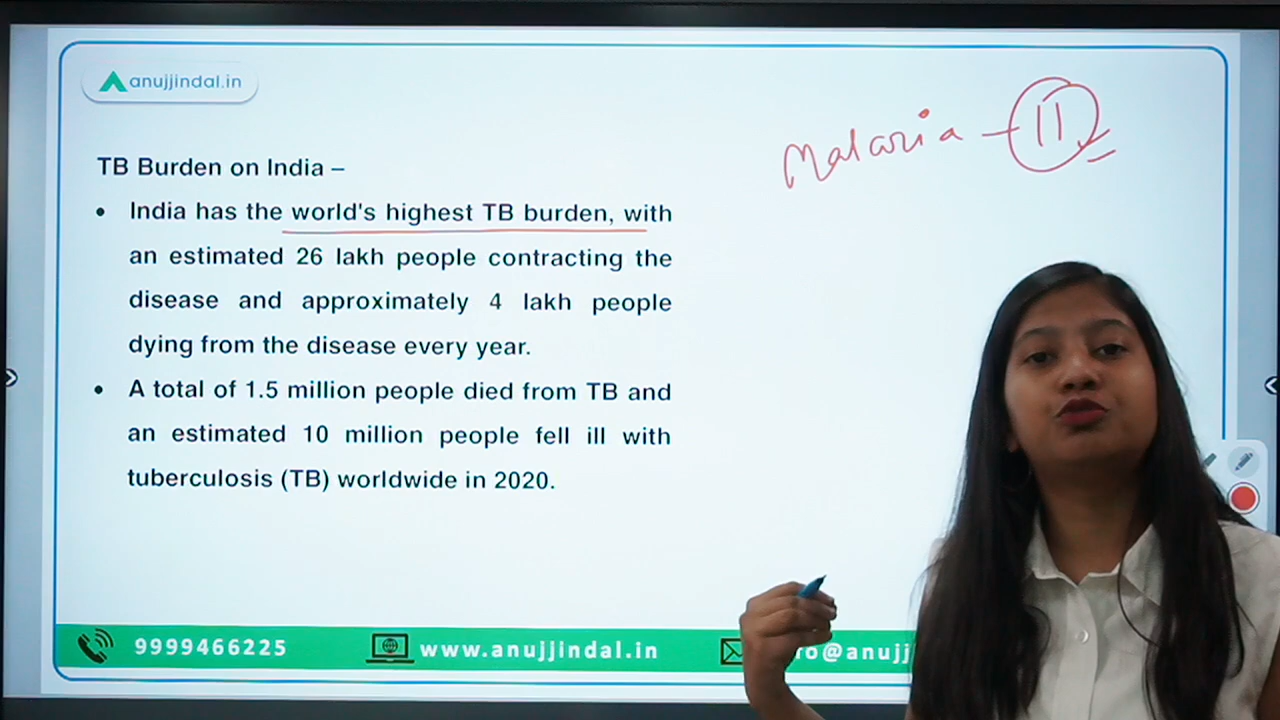 anujjindal.in
Malaria - 11
TB Burden on India –
• India has the world's highest TB burden, with
an estimated 26 lakh people contracting the
disease and approximately 4 lakh people
dying from the disease every year.
• A total of 1.5 million people died from TB and
an estimated 10 million people fell ill with
tuberculosis (TB) worldwide in 2020.
9999466225
www.anujjindal.in
fo@anujj